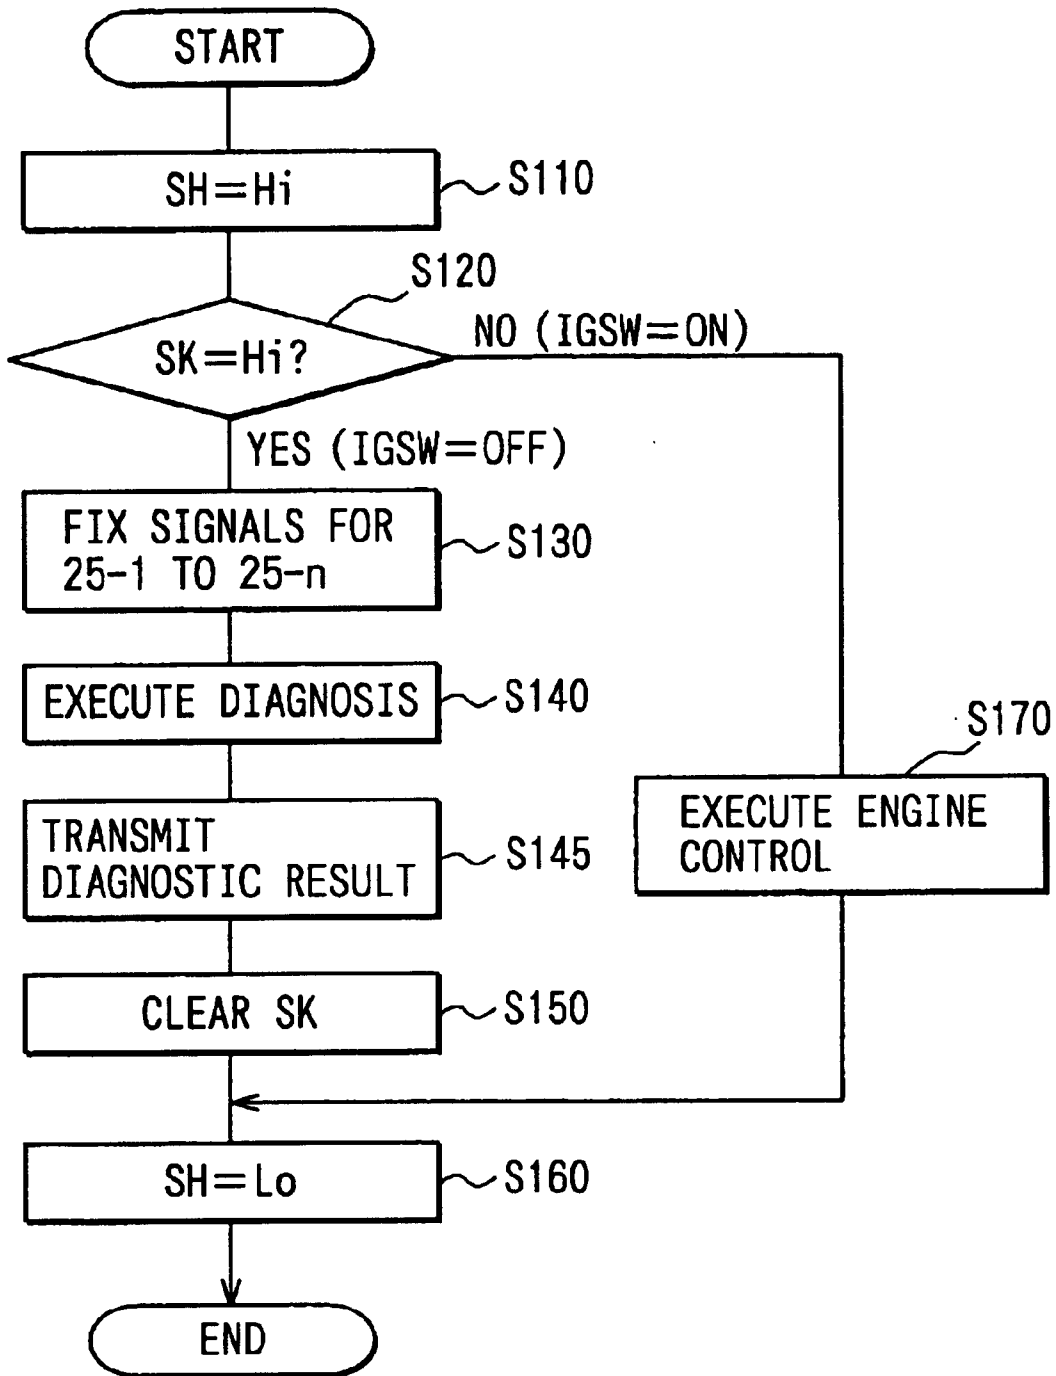 START
SH=Hi
S110
S120
SK=Hi?
NO (IGSW=ON)
YES (IGSW=OFF)
FIX SIGNALS FOR
25-1 TO 25-n
S130
EXECUTE DIAGNOSIS
S140
TRANSMIT
DIAGNOSTIC RESULT
S145
S170
EXECUTE ENGINE
CONTROL
CLEAR SK
S150
SH=Lo
S160
END